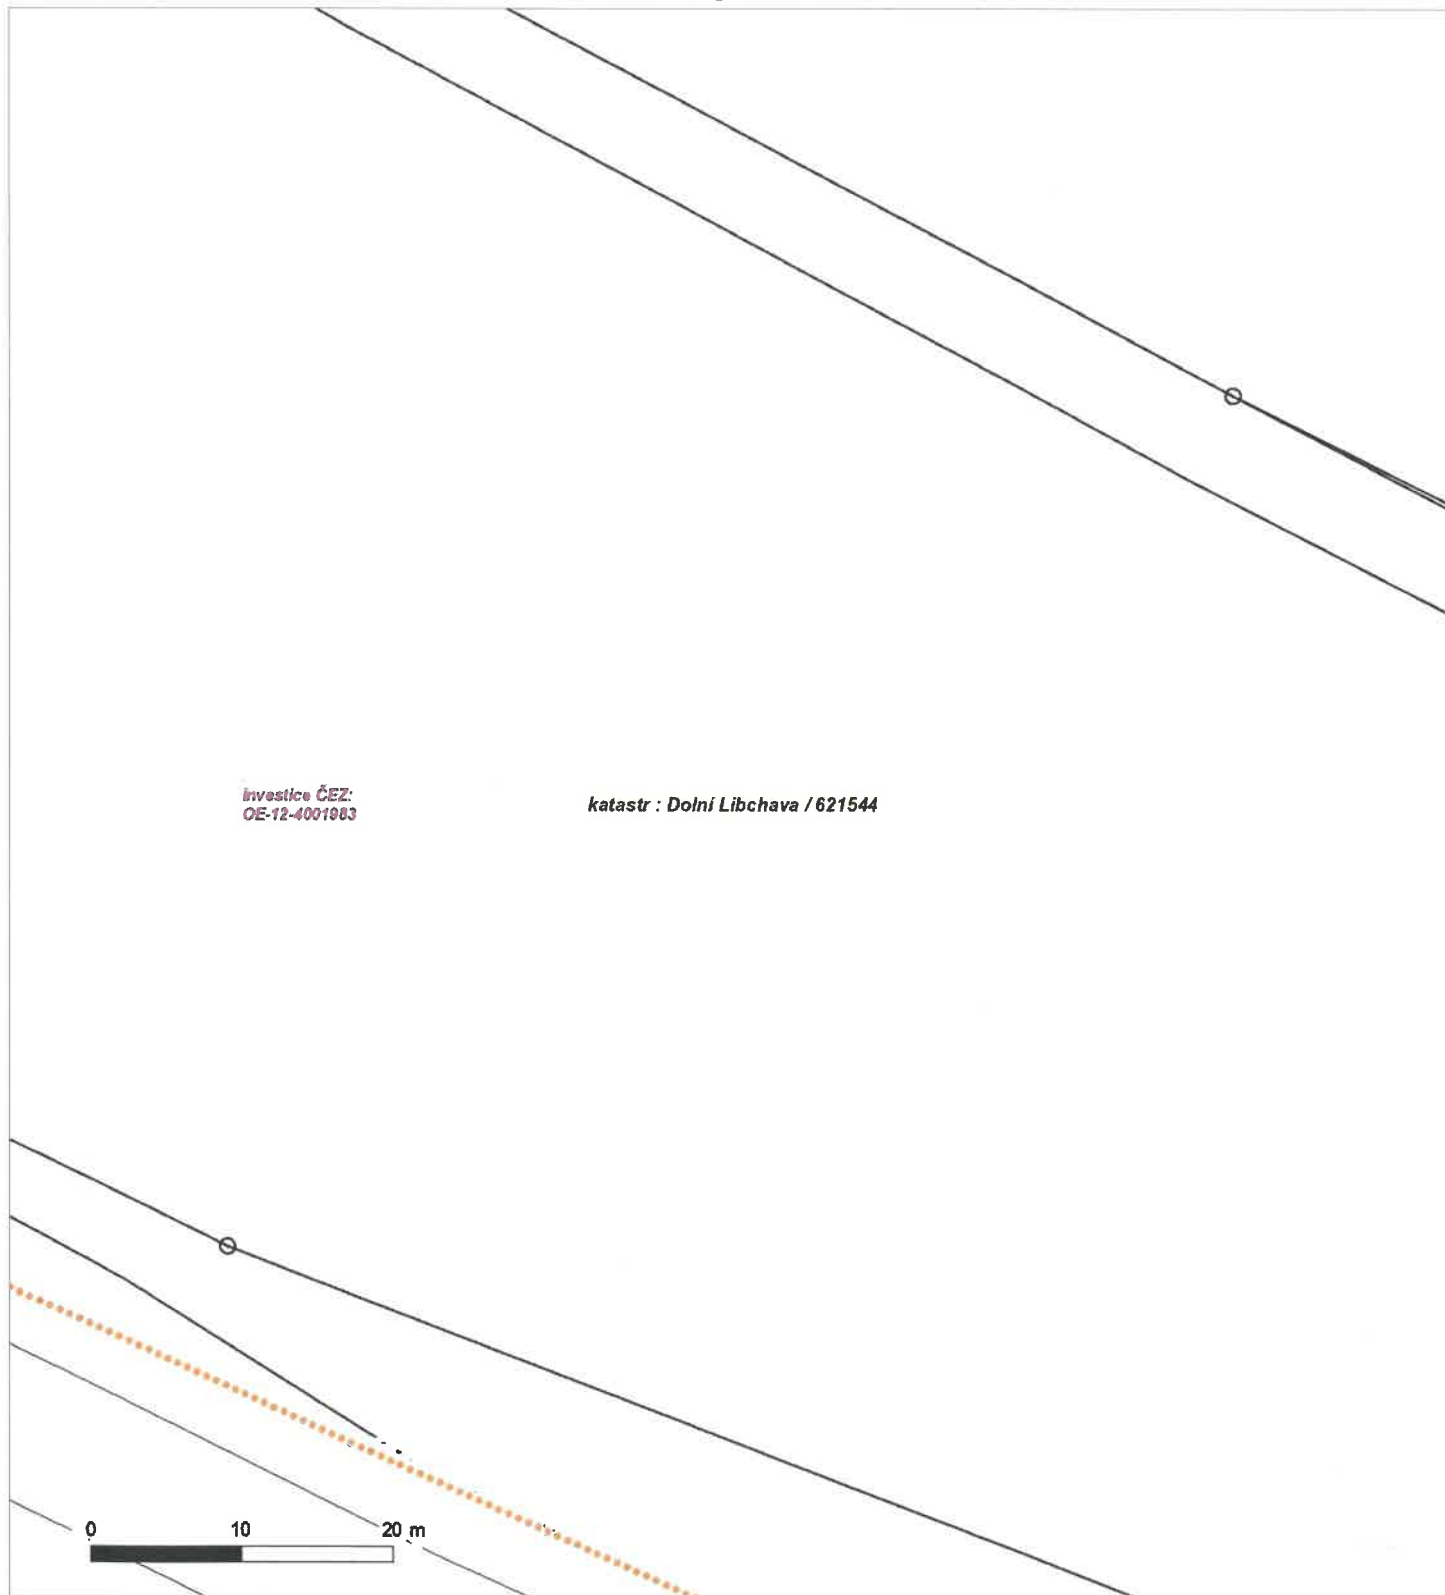 Investice ČEZ:
OE-12-4001983
katastr : Dolní Libchava / 621544
0 10 20 m